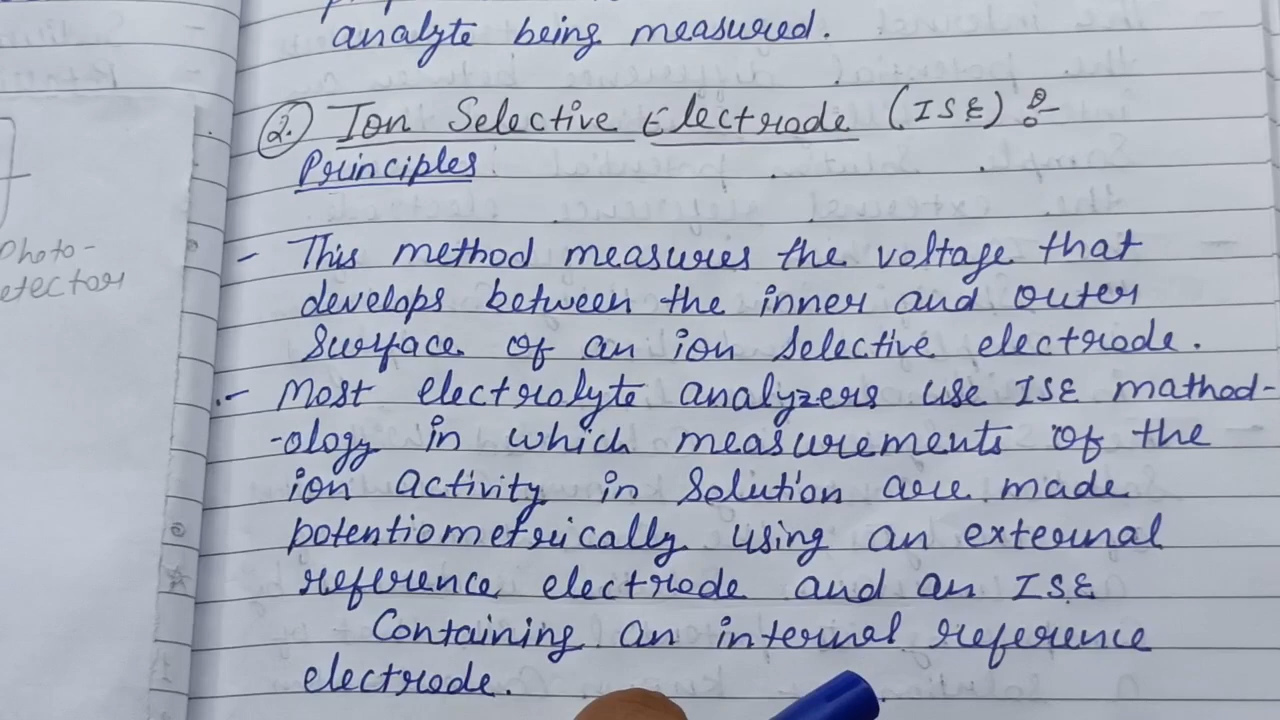 analyte being measured.
2. Ion Selective Electrode (ISE) :-
Principles :
- This method measures the voltage that
develops between the inner and outer
surface of an ion selective electrode.
- Most electrolyte analyzers use ISE mathod-
-ology in which measurements of the
ion activity in solution are made
potentiometrically using an external
reference electrode and an ISE
Containing an internal reference
electrode.
Photo-
etector